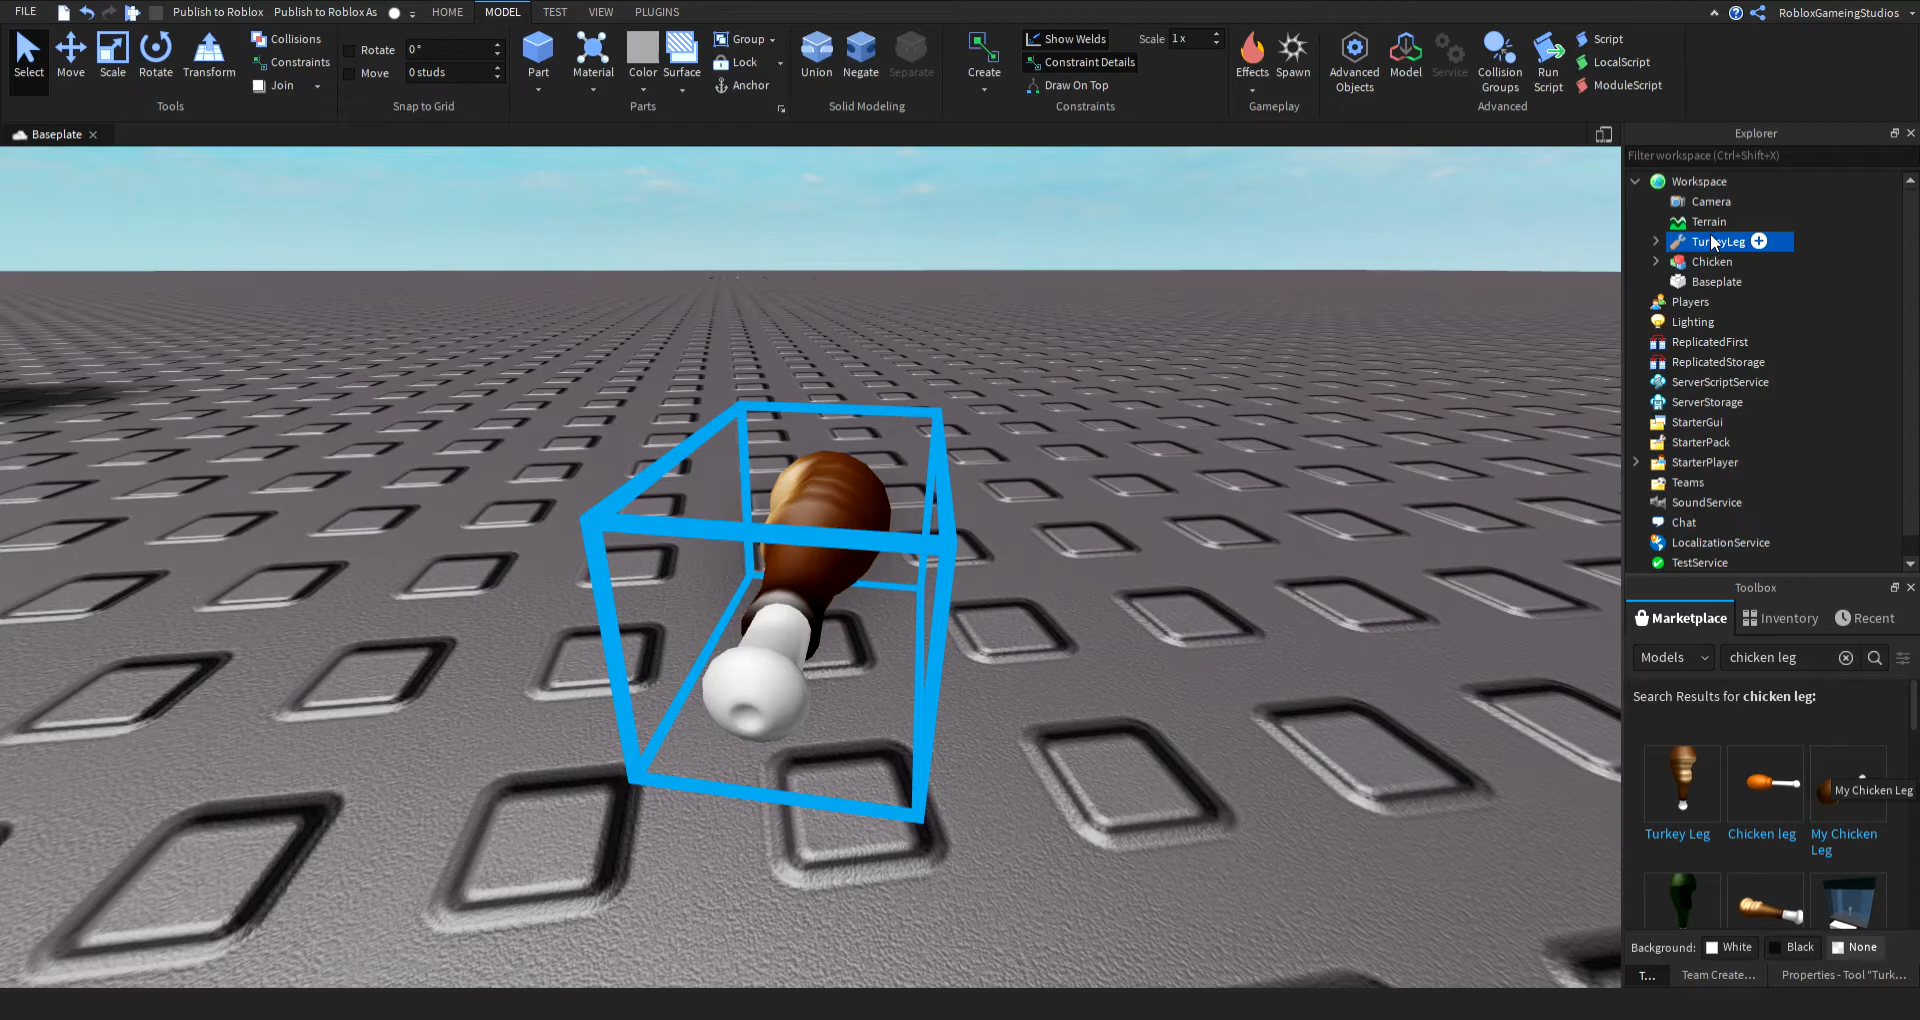 FILE
Publish to Roblox
Publish to Roblox As
HOME
MODEL
TEST
VIEW
PLUGINS
RobloxGameingStudios
Select
Move
Scale
Rotate
Transform
Collisions
Constraints
Join
Tools
Rotate
0 °
Move
0 studs
Snap to Grid
Part
Material
Color
Surface
Group
Lock
Anchor
Parts
Union
Negate
Separate
Solid Modeling
Create
Show Welds
Scale
1 x
Constraint Details
Draw On Top
Constraints
Effects
Spawn
Gameplay
Advanced
Objects
Model
Service
Collision
Groups
Run
Script
Script
LocalScript
ModuleScript
Advanced
Baseplate
Explorer
Filter workspace (Ctrl+Shift+X)
Workspace
Camera
Terrain
TurkeyLeg
Chicken
Baseplate
Players
Lighting
ReplicatedFirst
ReplicatedStorage
ServerScriptService
ServerStorage
StarterGui
StarterPack
StarterPlayer
Teams
SoundService
Chat
LocalizationService
TestService
Toolbox
Marketplace
Inventory
Recent
Models
chicken leg
Search Results for chicken leg:
My Chicken Leg
Turkey Leg
Chicken leg
My Chicken
Leg
Background:
White
Black
None
T...
Team Create...
Properties - Tool "Turk...